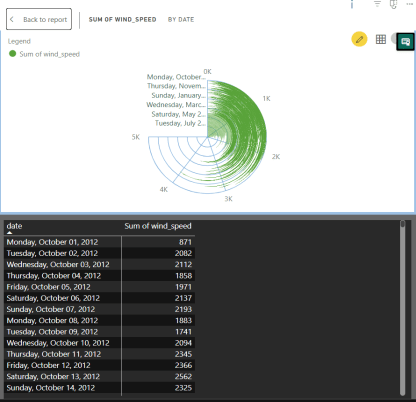 Back to report
SUM OF WIND_SPEED
BY DATE
Legend
Sum of wind_speed
0K
Monday, October...
Thursday, Novem...
Sunday, January...
Wednesday, Marc...
Saturday, May 2...
Tuesday, July 2...
1K
5K
2K
4K
3K
date Sum of wind_speed
Monday, October 01, 2012 871
Tuesday, October 02, 2012 2082
Wednesday, October 03, 2012 2112
Thursday, October 04, 2012 1858
Friday, October 05, 2012 1971
Saturday, October 06, 2012 2137
Sunday, October 07, 2012 2193
Monday, October 08, 2012 1883
Tuesday, October 09, 2012 1741
Wednesday, October 10, 2012 2094
Thursday, October 11, 2012 2345
Friday, October 12, 2012 2366
Saturday, October 13, 2012 2562
Sunday, October 14, 2012 2325